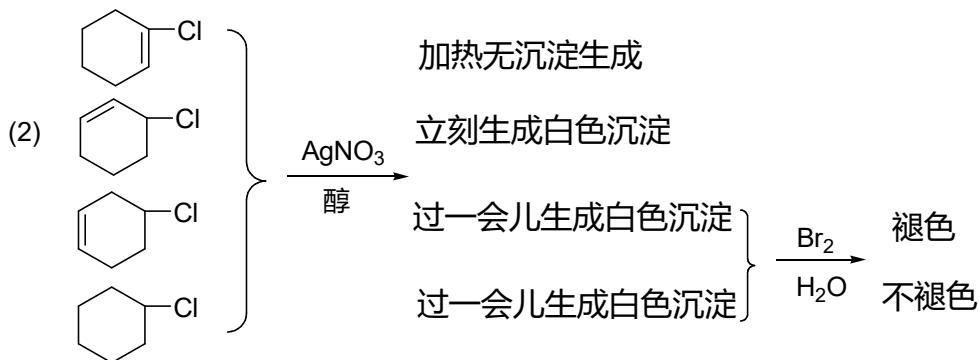 Cl
加热无沉淀生成
(2)
Cl
立刻生成白色沉淀
AgNO3
醇
Cl
过一会儿生成白色沉淀
Br2
H2O
褪色
Cl
过一会儿生成白色沉淀
不褪色